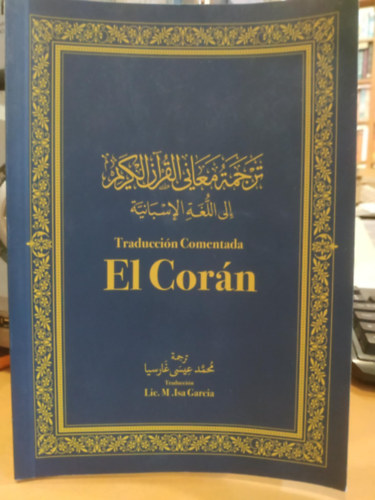 ترجمة معاني القرآن الكريم
إلى اللغة الإسبانية
Traducción Comentada
El Corán
ترجمة
محمد عيسى غارسيا
Traducción
Lic. M .Isa García